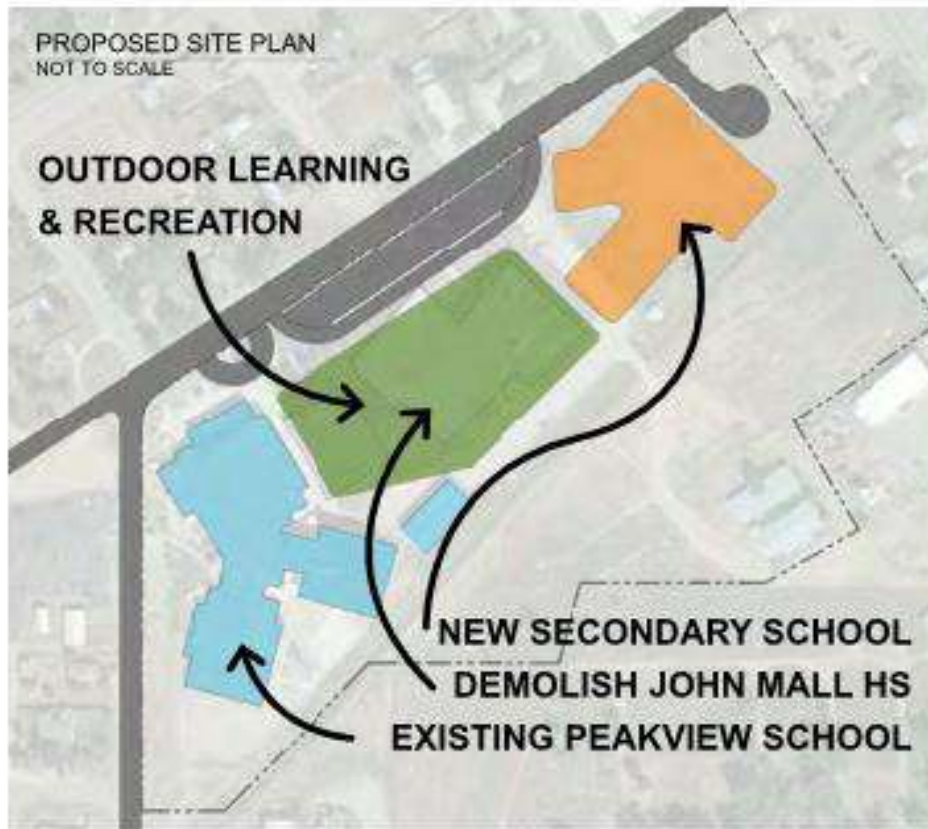 PROPOSED SITE PLAN
NOT TO SCALE
OUTDOOR LEARNING
& RECREATION
NEW SECONDARY SCHOOL
DEMOLISH JOHN MALL HS
EXISTING PEAKVIEW SCHOOL